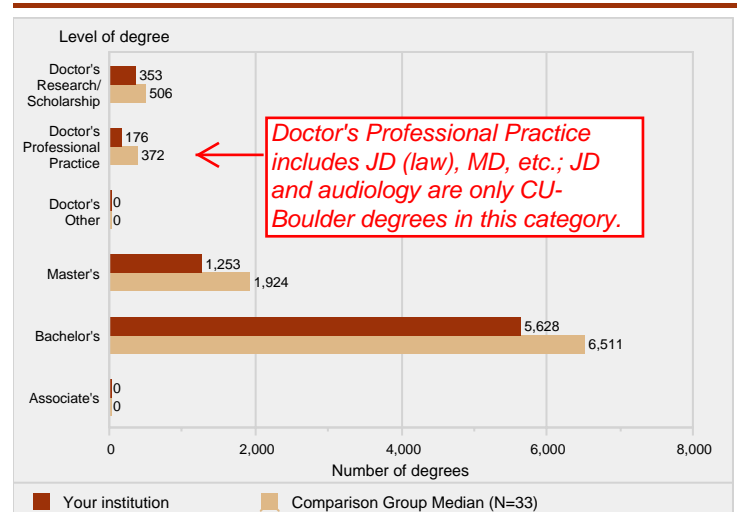 Level of degree
Doctor's
Research/
Scholarship
353
506
Doctor's
Professional
Practice
176
372
Doctor's Professional Practice
includes JD (law), MD, etc.; JD
and audiology are only CU-
Boulder degrees in this category.
Doctor's
Other
0
0
Master's
1,253
1,924
Bachelor's
5,628
6,511
Associate's
0
0
0 2,000 4,000 6,000 8,000
Number of degrees
Your institution Comparison Group Median (N=33)